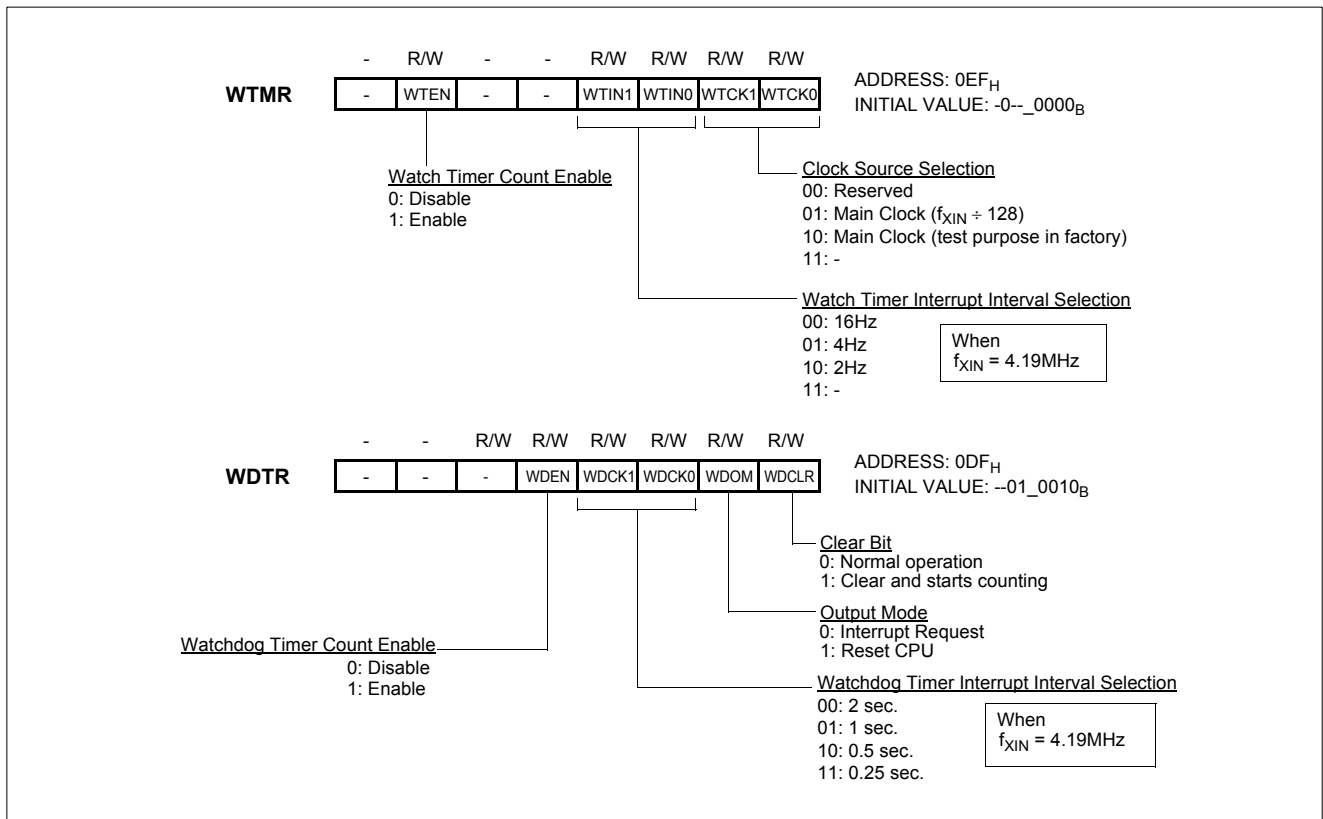 - R/W - - R/W R/W R/W R/W
WTMR - WTEN - - WTIN1 WTIN0 WTCK1 WTCK0
ADDRESS: 0EFH
INITIAL VALUE: -0--_0000B
Watch Timer Count Enable
0: Disable
1: Enable
Clock Source Selection
00: Reserved
01: Main Clock (fXIN ÷ 128)
10: Main Clock (test purpose in factory)
11: -
Watch Timer Interrupt Interval Selection
00: 16Hz
01: 4Hz
10: 2Hz
11: -
When
fXIN = 4.19MHz
- - R/W R/W R/W R/W R/W R/W
WDTR - - - WDEN WDCK1 WDCK0 WDOM WDCLR
ADDRESS: 0DFH
INITIAL VALUE: --01_0010B
Clear Bit
0: Normal operation
1: Clear and starts counting
Output Mode
0: Interrupt Request
1: Reset CPU
Watchdog Timer Count Enable
0: Disable
1: Enable
Watchdog Timer Interrupt Interval Selection
00: 2 sec.
01: 1 sec.
10: 0.5 sec.
11: 0.25 sec.
When
fXIN = 4.19MHz